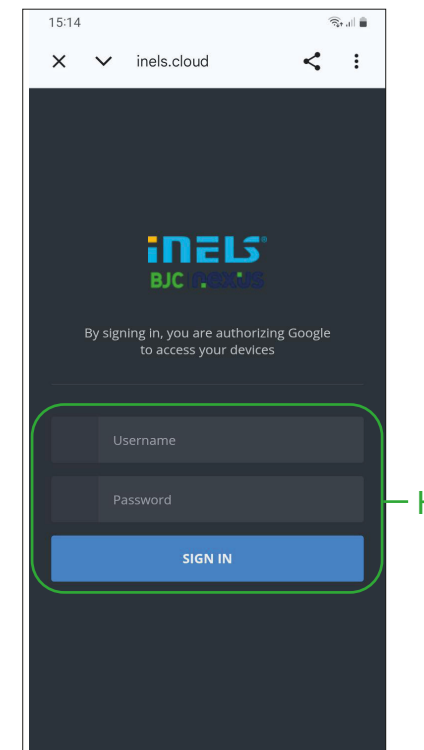 15:14
inels.cloud
iNELS
BJC nexus
By signing in, you are authorizing Google
to access your devices
Username
Password
SIGN IN